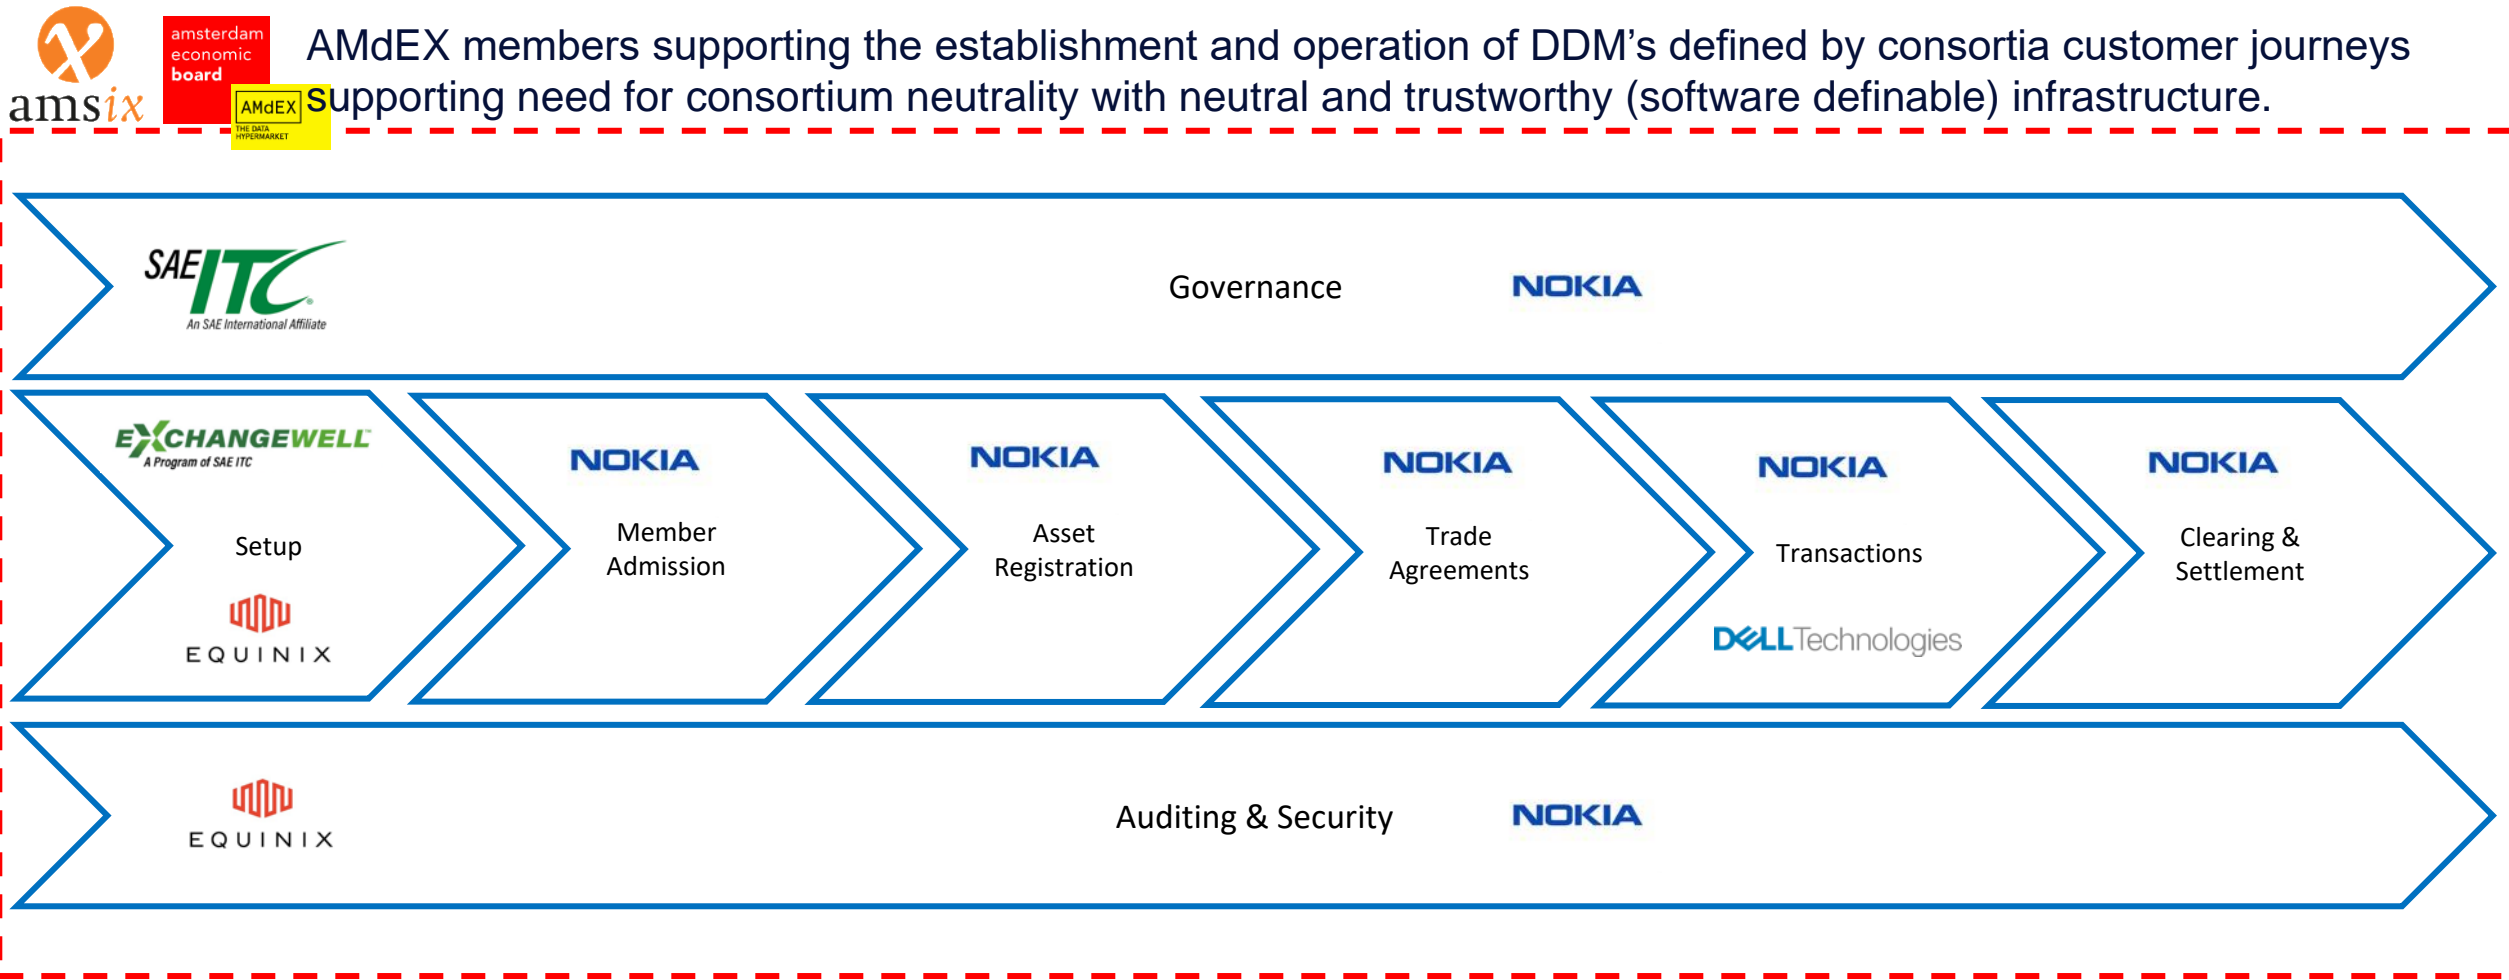 amsix
amsterdam
economic
board
AMdEX
THE DATA
HYPERMARKET
AMdEX members supporting the establishment and operation of DDM’s defined by consortia customer journeys
supporting need for consortium neutrality with neutral and trustworthy (software definable) infrastructure.
SAE ITC®
An SAE International Affiliate
Governance
NOKIA
EXCHANGEWELL™
A Program of SAE ITC
Setup
EQUINIX
NOKIA
Member
Admission
NOKIA
Asset
Registration
NOKIA
Trade
Agreements
NOKIA
Transactions
DELLTechnologies
NOKIA
Clearing &
Settlement
EQUINIX
Auditing & Security
NOKIA